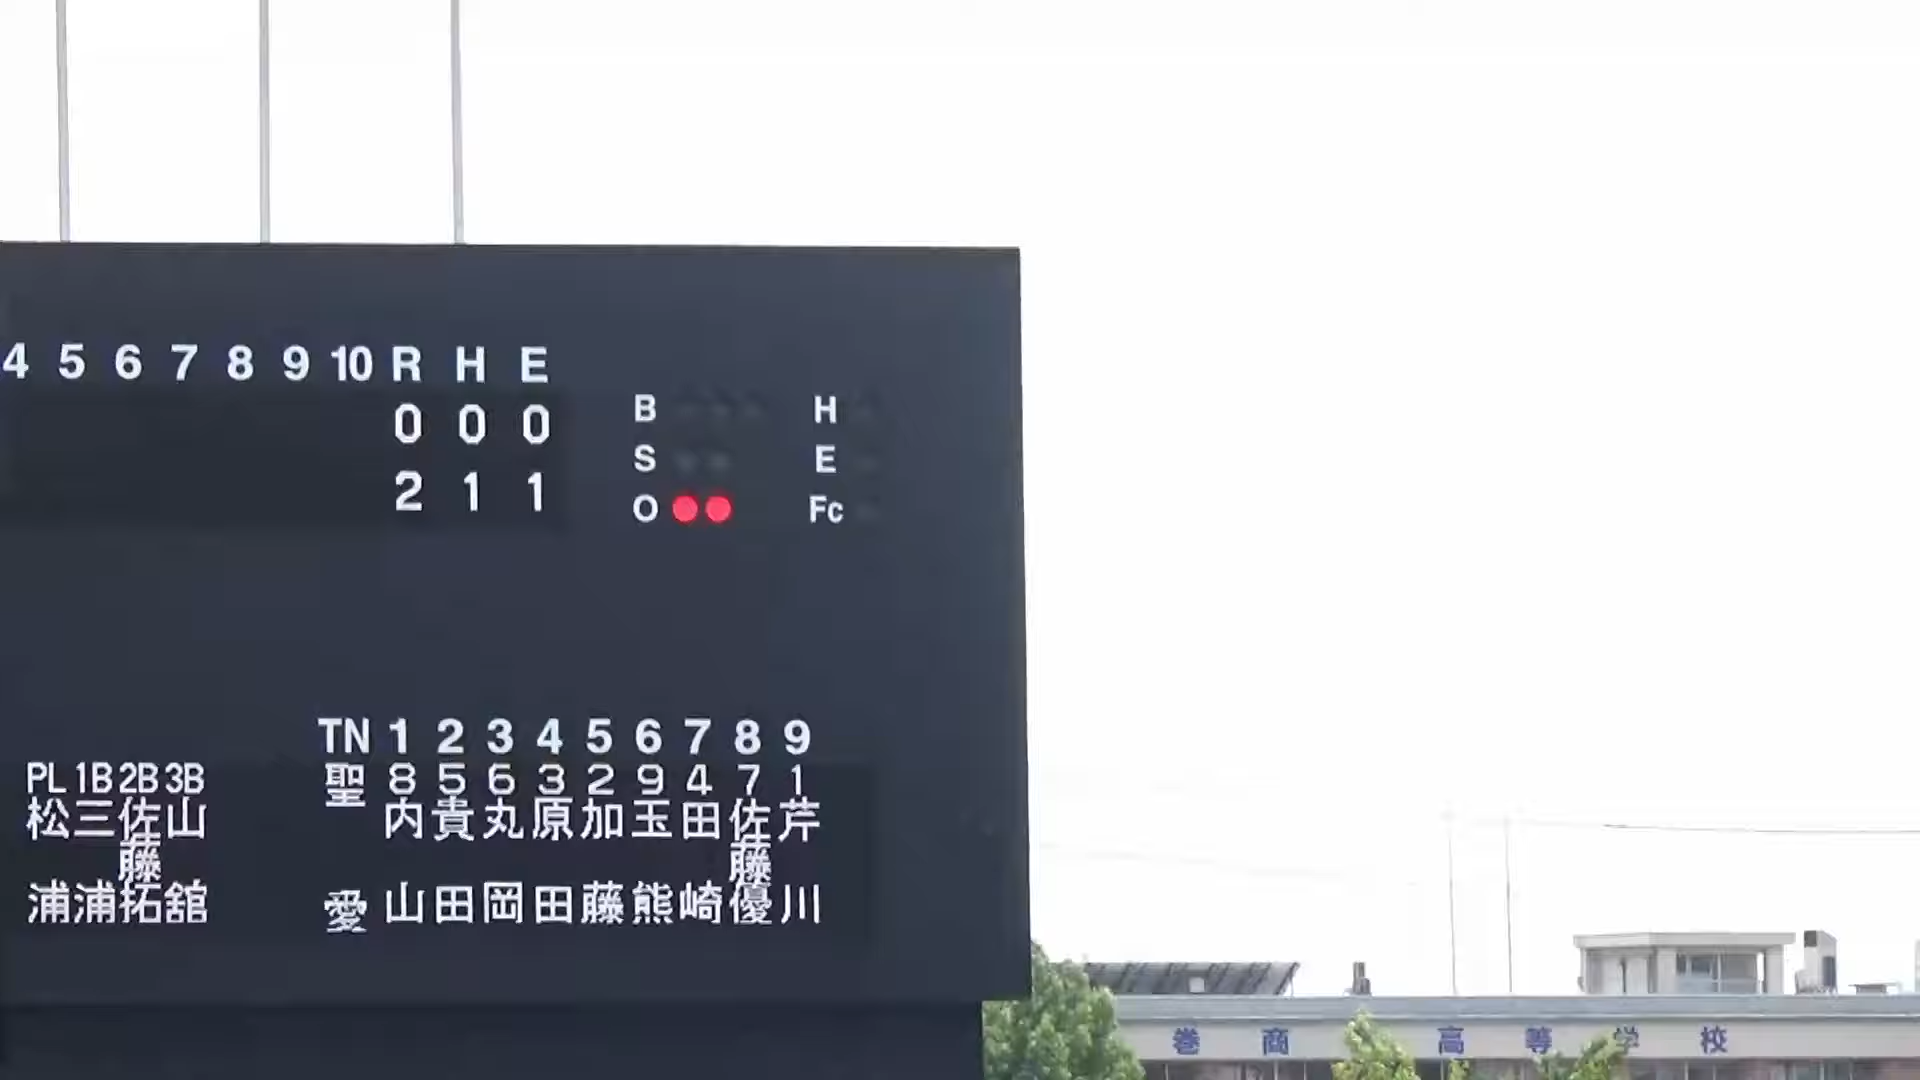 4 5 6 7 8 9 10 R H E
0 0 0
2 1 1
B H
S E
O Fc
TN 1 2 3 4 5 6 7 8 9
PL 1B 2B 3B
松浦 三浦 佐藤拓 山舘
聖愛 8 5 6 3 2 9 4 7 1
内山 貴田 丸岡 原田 加藤 玉熊 田崎 佐藤優 芹川
巻商 高等学校